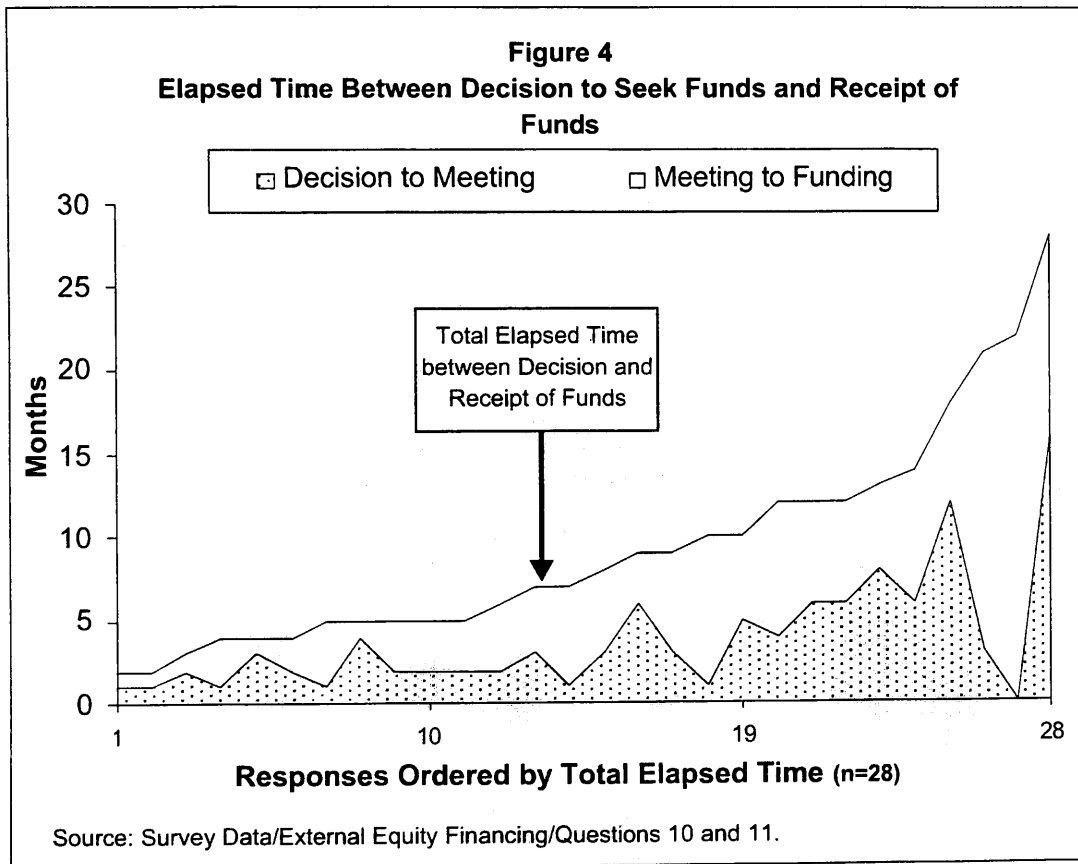 Figure 4
Elapsed Time Between Decision to Seek Funds and Receipt of
Funds
Decision to Meeting Meeting to Funding
30
25
20
15
10
5
0
Months
Total Elapsed Time
between Decision and
Receipt of Funds
1 10 19 28
Responses Ordered by Total Elapsed Time (n=28)
Source: Survey Data/External Equity Financing/Questions 10 and 11.